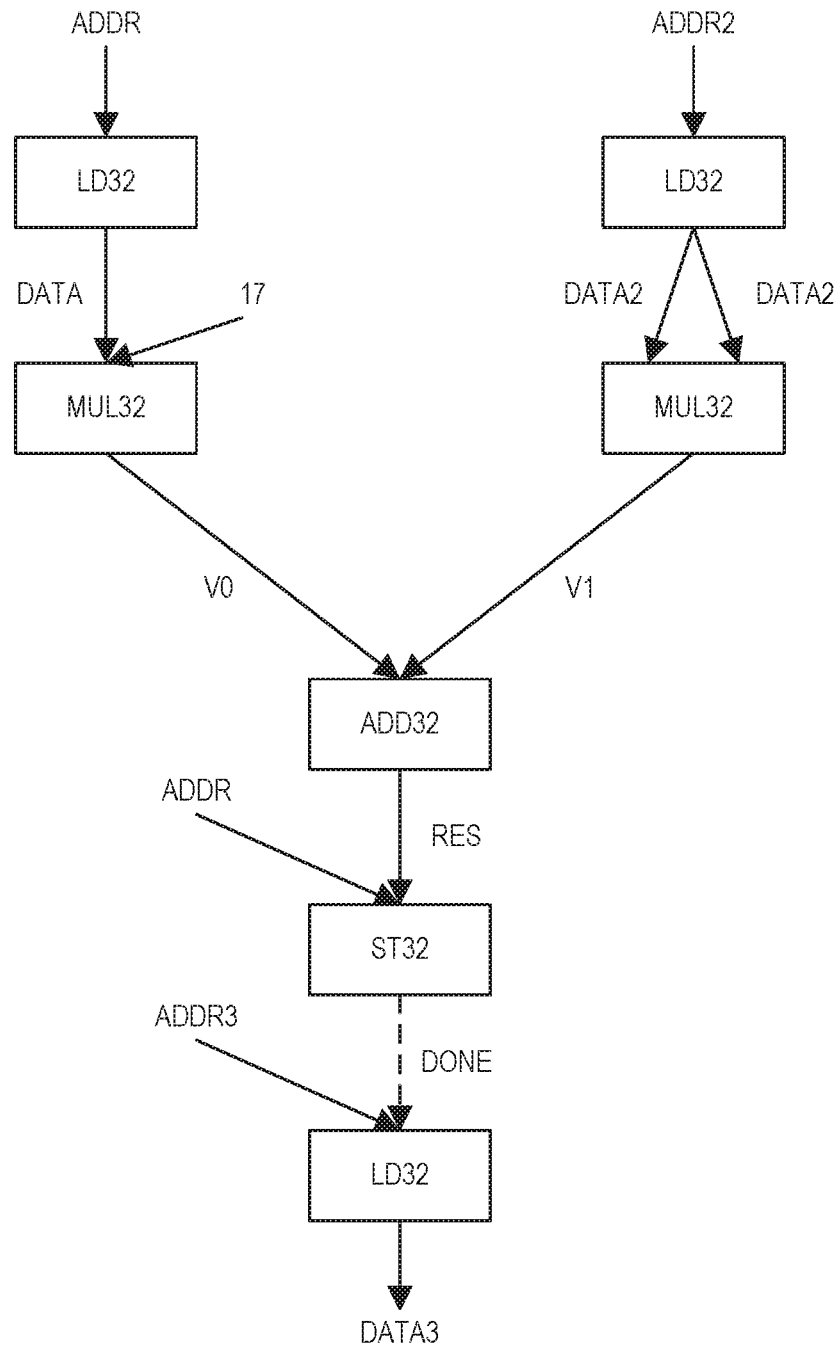 ADDR
ADDR2
LD32
LD32
DATA
17
DATA2
DATA2
MUL32
MUL32
V0
V1
ADD32
ADDR
RES
ST32
ADDR3
DONE
LD32
DATA3